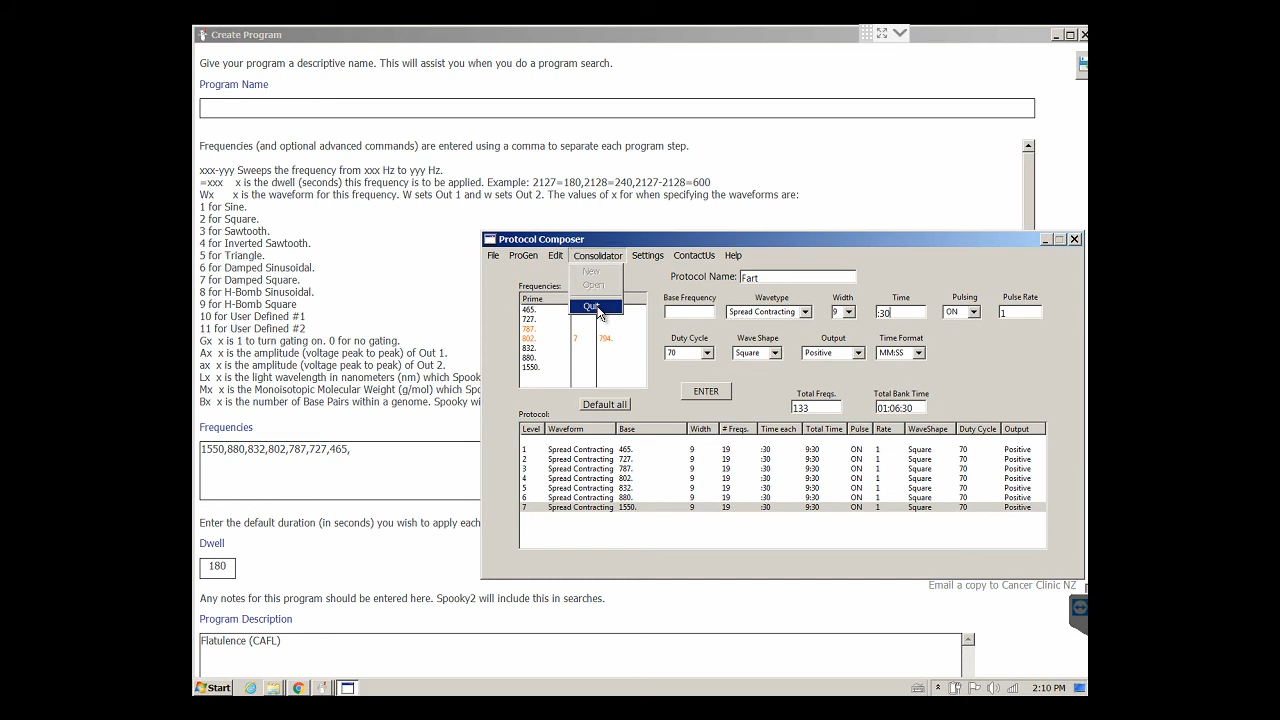 Create Program
Give your program a descriptive name. This will assist you when you do a program search.
Program Name
Frequencies (and optional advanced commands) are entered using a comma to separate each program step.
xxx-yyy Sweeps the frequency from xxx Hz to yyy Hz.
=xxx x is the dwell (seconds) this frequency is to be applied. Example: 2127=180,2128=240,2127-2128=600
Wx x is the waveform for this frequency. W sets Out 1 and w sets Out 2. The values of x for when specifying the waveforms are:
1 for Sine.
2 for Square.
3 for Sawtooth.
4 for Inverted Sawtooth.
5 for Triangle.
6 for Damped Sinusoidal.
7 for Damped Square.
8 for H-Bomb Sinusoidal.
9 for H-Bomb Square
10 for User Defined #1
11 for User Defined #2
Gx x is 1 to turn gating on. 0 for no gating.
Ax x is the amplitude (voltage peak to peak) of Out 1.
ax x is the amplitude (voltage peak to peak) of Out 2.
Lx x is the light wavelength in nanometers (nm) which Spook
Mx x is the Monoisotopic Molecular Weight (g/mol) which Sp
Bx x is the number of Base Pairs within a genome. Spooky wi
Frequencies
1550,880,832,802,787,727,465,
Enter the default duration (in seconds) you wish to apply each
Dwell
180
Any notes for this program should be entered here. Spooky2 will include this in searches.
Program Description
Flatulence (CAFL)
Email a copy to Cancer Clinic NZ
Protocol Composer
File ProGen Edit Consolidator Settings ContactUs Help
New
Open
Quit
Protocol Name: Fart
Frequencies:
Prime
465.
727.
787.
802. 7 794.
832.
880.
1550.
Default all
Base Frequency Wavetype Width Time Pulsing Pulse Rate
Spread Contracting 9 :30 ON 1
Duty Cycle Wave Shape Output Time Format
70 Square Positive MM:SS
ENTER
Total Freqs. Total Bank Time
133 01:06:30
Protocol:
Level Waveform Base Width # Freqs. Time each Total Time Pulse Rate WaveShape Duty Cycle Output
1 Spread Contracting 465. 9 19 :30 9:30 ON 1 Square 70 Positive
2 Spread Contracting 727. 9 19 :30 9:30 ON 1 Square 70 Positive
3 Spread Contracting 787. 9 19 :30 9:30 ON 1 Square 70 Positive
4 Spread Contracting 802. 9 19 :30 9:30 ON 1 Square 70 Positive
5 Spread Contracting 832. 9 19 :30 9:30 ON 1 Square 70 Positive
6 Spread Contracting 880. 9 19 :30 9:30 ON 1 Square 70 Positive
7 Spread Contracting 1550. 9 19 :30 9:30 ON 1 Square 70 Positive
Start 2:10 PM